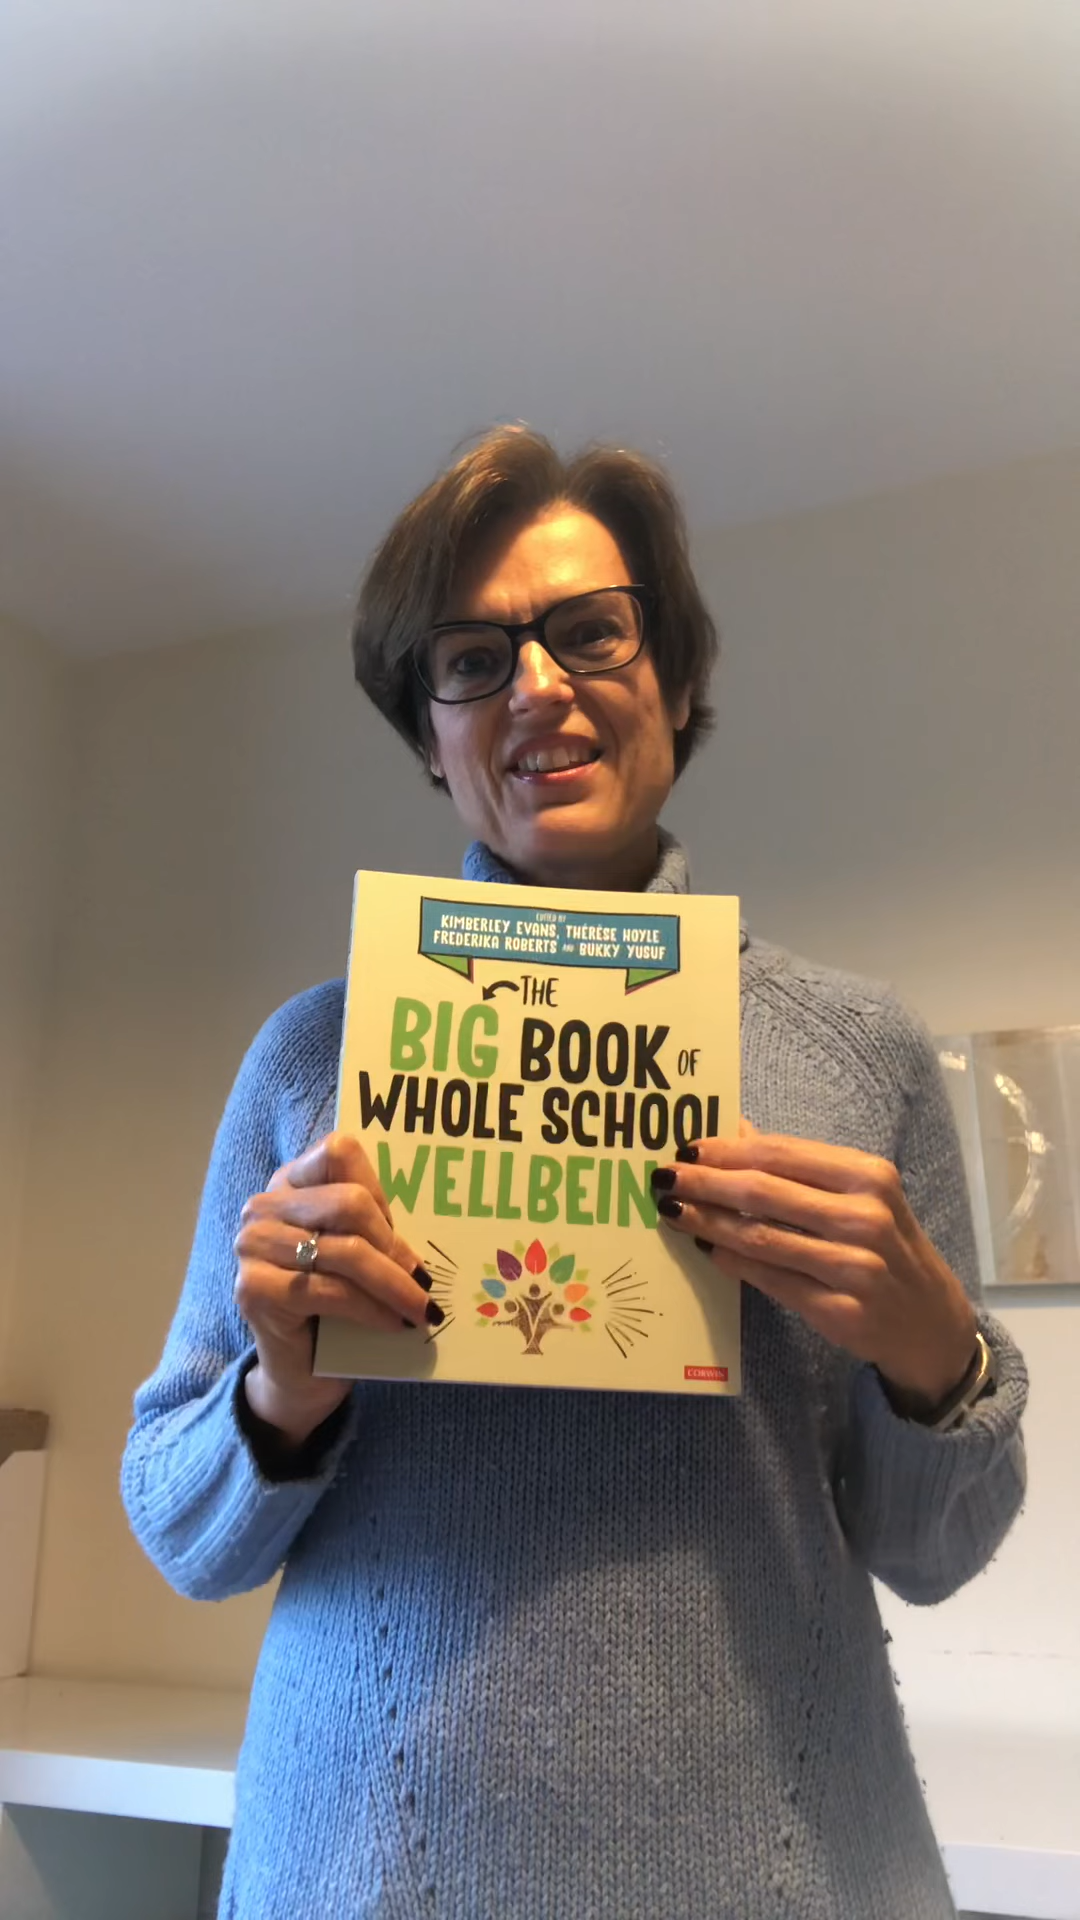 EDITED BY
KIMBERLEY EVANS, THÉRÈSE HOYLE
FREDERIKA ROBERTS AND BUKKY YUSUF
THE
BIG BOOK OF
WHOLE SCHOOL
WELLBEIN
CORWIN